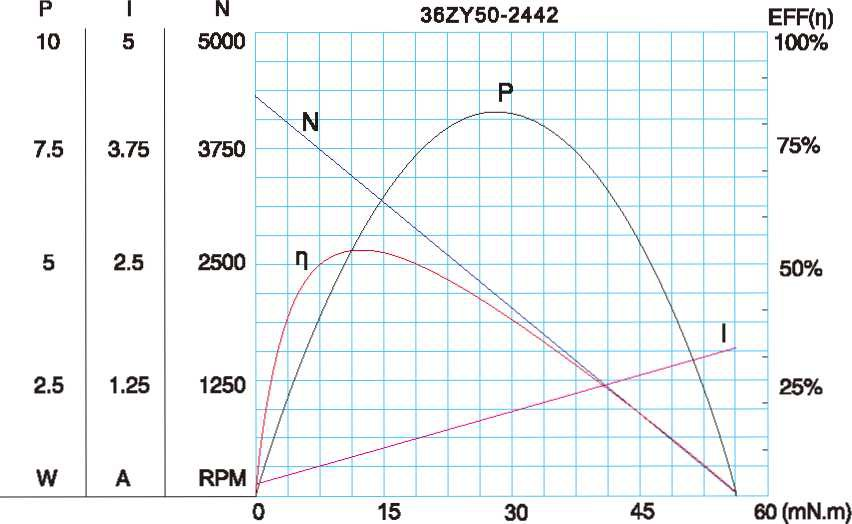 P I N 36ZY50-2442 EFF(η)
10 5 5000 100%
P
N
7.5 3.75 3750 75%
η
5 2.5 2500 50%
I
2.5 1.25 1250 25%
W A RPM
0 15 30 45 60 (mN.m)